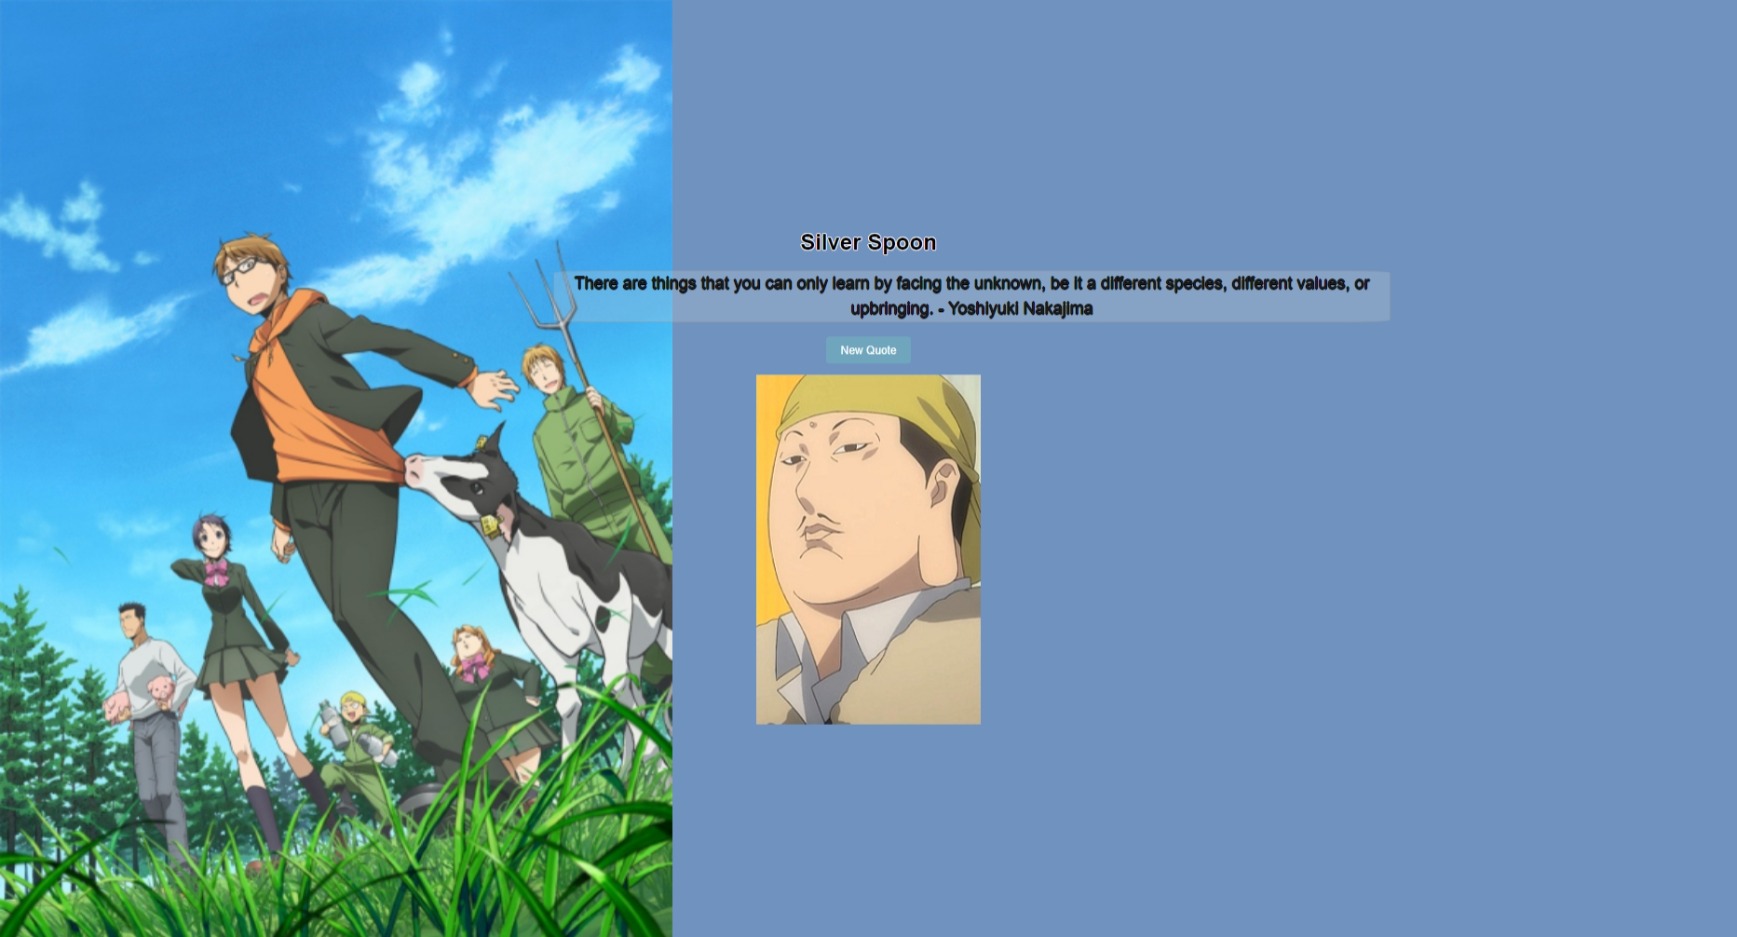 Silver Spoon
There are things that you can only learn by facing the unknown, be it a different species, different values, or
upbringing. - Yoshiyuki Nakajima
New Quote